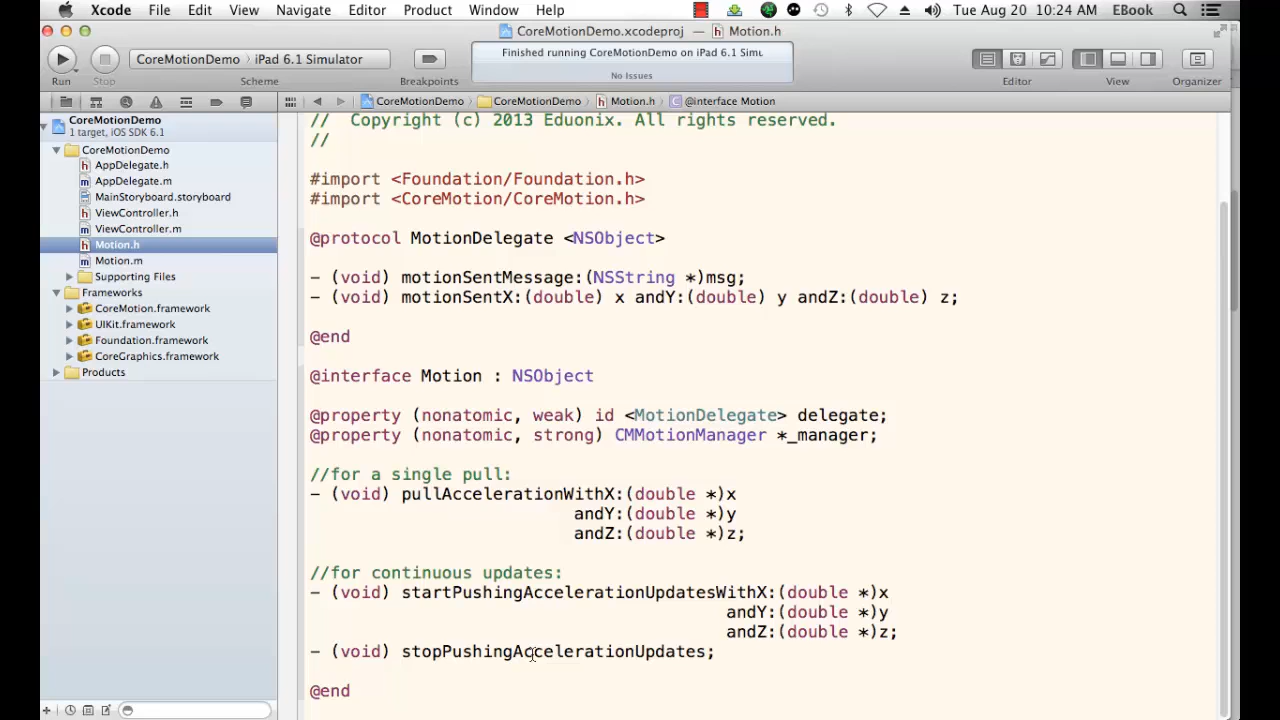 Xcode File Edit View Navigate Editor Product Window Help Tue Aug 20 10:24 AM EBook
CoreMotionDemo.xcodeproj — Motion.h
CoreMotionDemo iPad 6.1 Simulator
Finished running CoreMotionDemo on iPad 6.1 Simu
No Issues
Run Stop Scheme Breakpoints Editor View Organizer
CoreMotionDemo CoreMotionDemo Motion.h @interface Motion
CoreMotionDemo
1 target, iOS SDK 6.1
CoreMotionDemo
AppDelegate.h
AppDelegate.m
MainStoryboard.storyboard
ViewController.h
ViewController.m
Motion.h
Motion.m
Supporting Files
Frameworks
CoreMotion.framework
UIKit.framework
Foundation.framework
CoreGraphics.framework
Products
// Copyright (c) 2013 Eduonix. All rights reserved.
//
#import <Foundation/Foundation.h>
#import <CoreMotion/CoreMotion.h>
@protocol MotionDelegate <NSObject>
- (void) motionSentMessage:(NSString *)msg;
- (void) motionSentX:(double) x andY:(double) y andZ:(double) z;
@end
@interface Motion : NSObject
@property (nonatomic, weak) id <MotionDelegate> delegate;
@property (nonatomic, strong) CMMotionManager *_manager;
//for a single pull:
- (void) pullAccelerationWithX:(double *)x
andY:(double *)y
andZ:(double *)z;
//for continuous updates:
- (void) startPushingAccelerationUpdatesWithX:(double *)x
andY:(double *)y
andZ:(double *)z;
- (void) stopPushingAccelerationUpdates;
@end